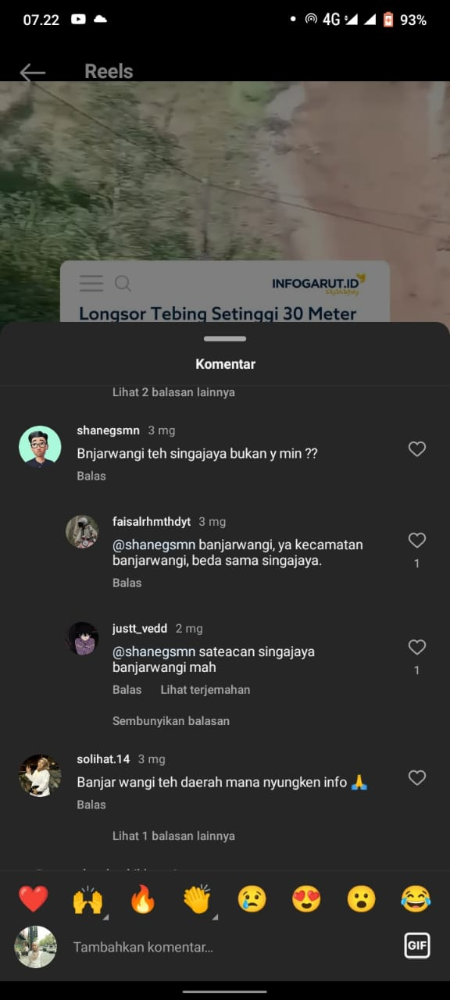 07.22
4G
93%
Reels
INFOGARUT.ID
Longsor Tebing Setinggi 30 Meter
Komentar
Lihat 2 balasan lainnya
shanegsmn 3 mg
Bnjarwangi teh singajaya bukan y min ??
Balas
faisalrhmthdyt 3 mg
@shanegsmn banjarwangi, ya kecamatan
banjarwangi, beda sama singajaya.
1
Balas
justt_vedd 2 mg
@shanegsmn sateacan singajaya
banjarwangi mah
1
Balas Lihat terjemahan
Sembunyikan balasan
solihat.14 3 mg
Banjar wangi teh daerah mana nyungken info 🙏
Balas
Lihat 1 balasan lainnya
Tambahkan komentar...
GIF